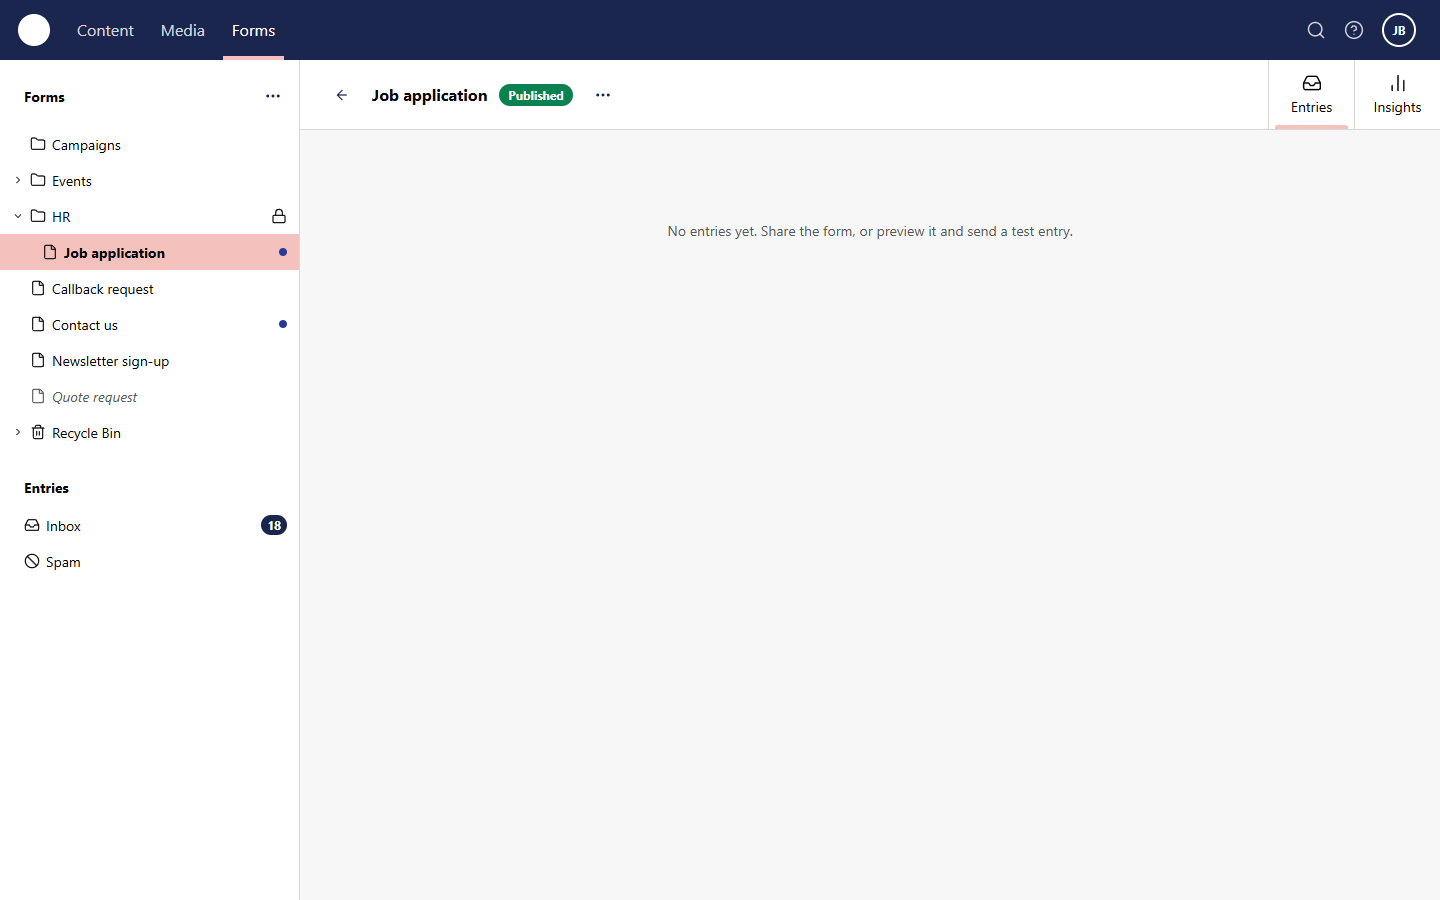 Content Media Forms JB
Forms
Campaigns
Events
HR
Job application
Callback request
Contact us
Newsletter sign-up
Quote request
Recycle Bin
Entries
Inbox 18
Spam
Job application Published
Entries
Insights
No entries yet. Share the form, or preview it and send a test entry.